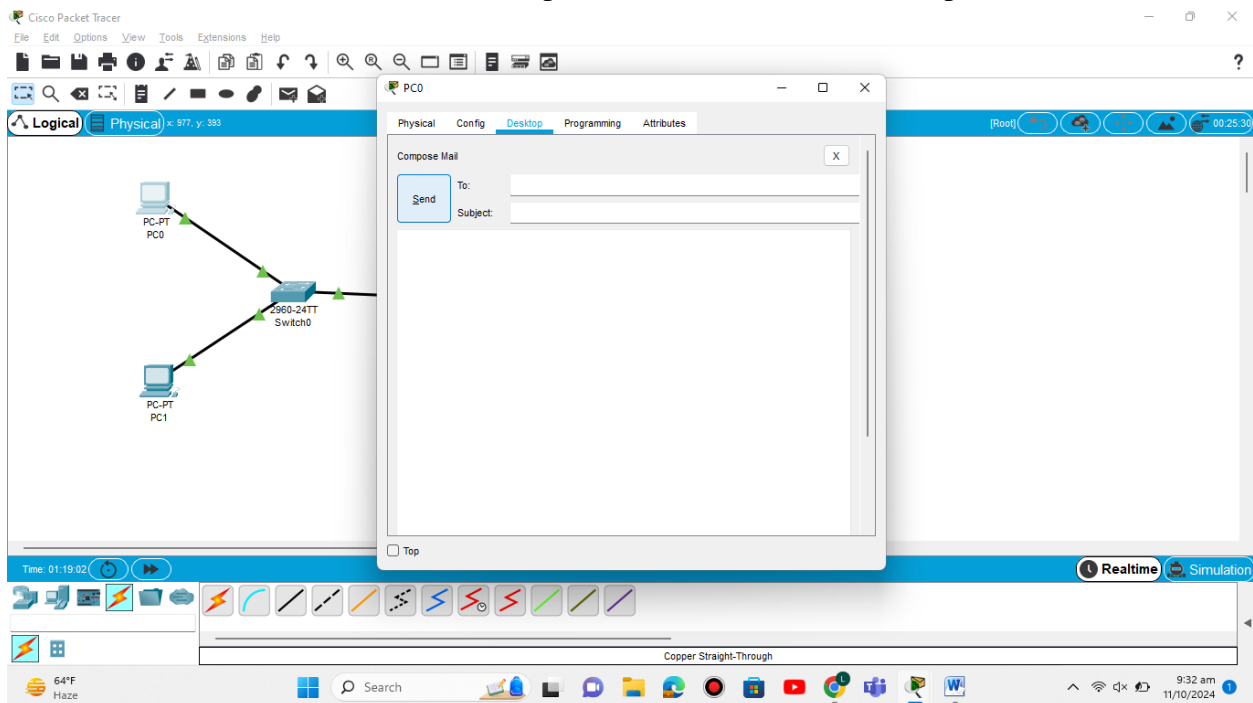 Cisco Packet Tracer
File Edit Options View Tools Extensions Help
?
PC0
Logical Physical x: 977, y: 393
[Root] 00:25:30
Physical Config Desktop Programming Attributes
Compose Mail
X
Send
To:
Subject:
PC-PT
PC0
2960-24TT
Switch0
PC-PT
PC1
Top
Time: 01:19:02
Realtime Simulation
Copper Straight-Through
64°F
Haze
Search
W
9:32 am
11/10/2024
1